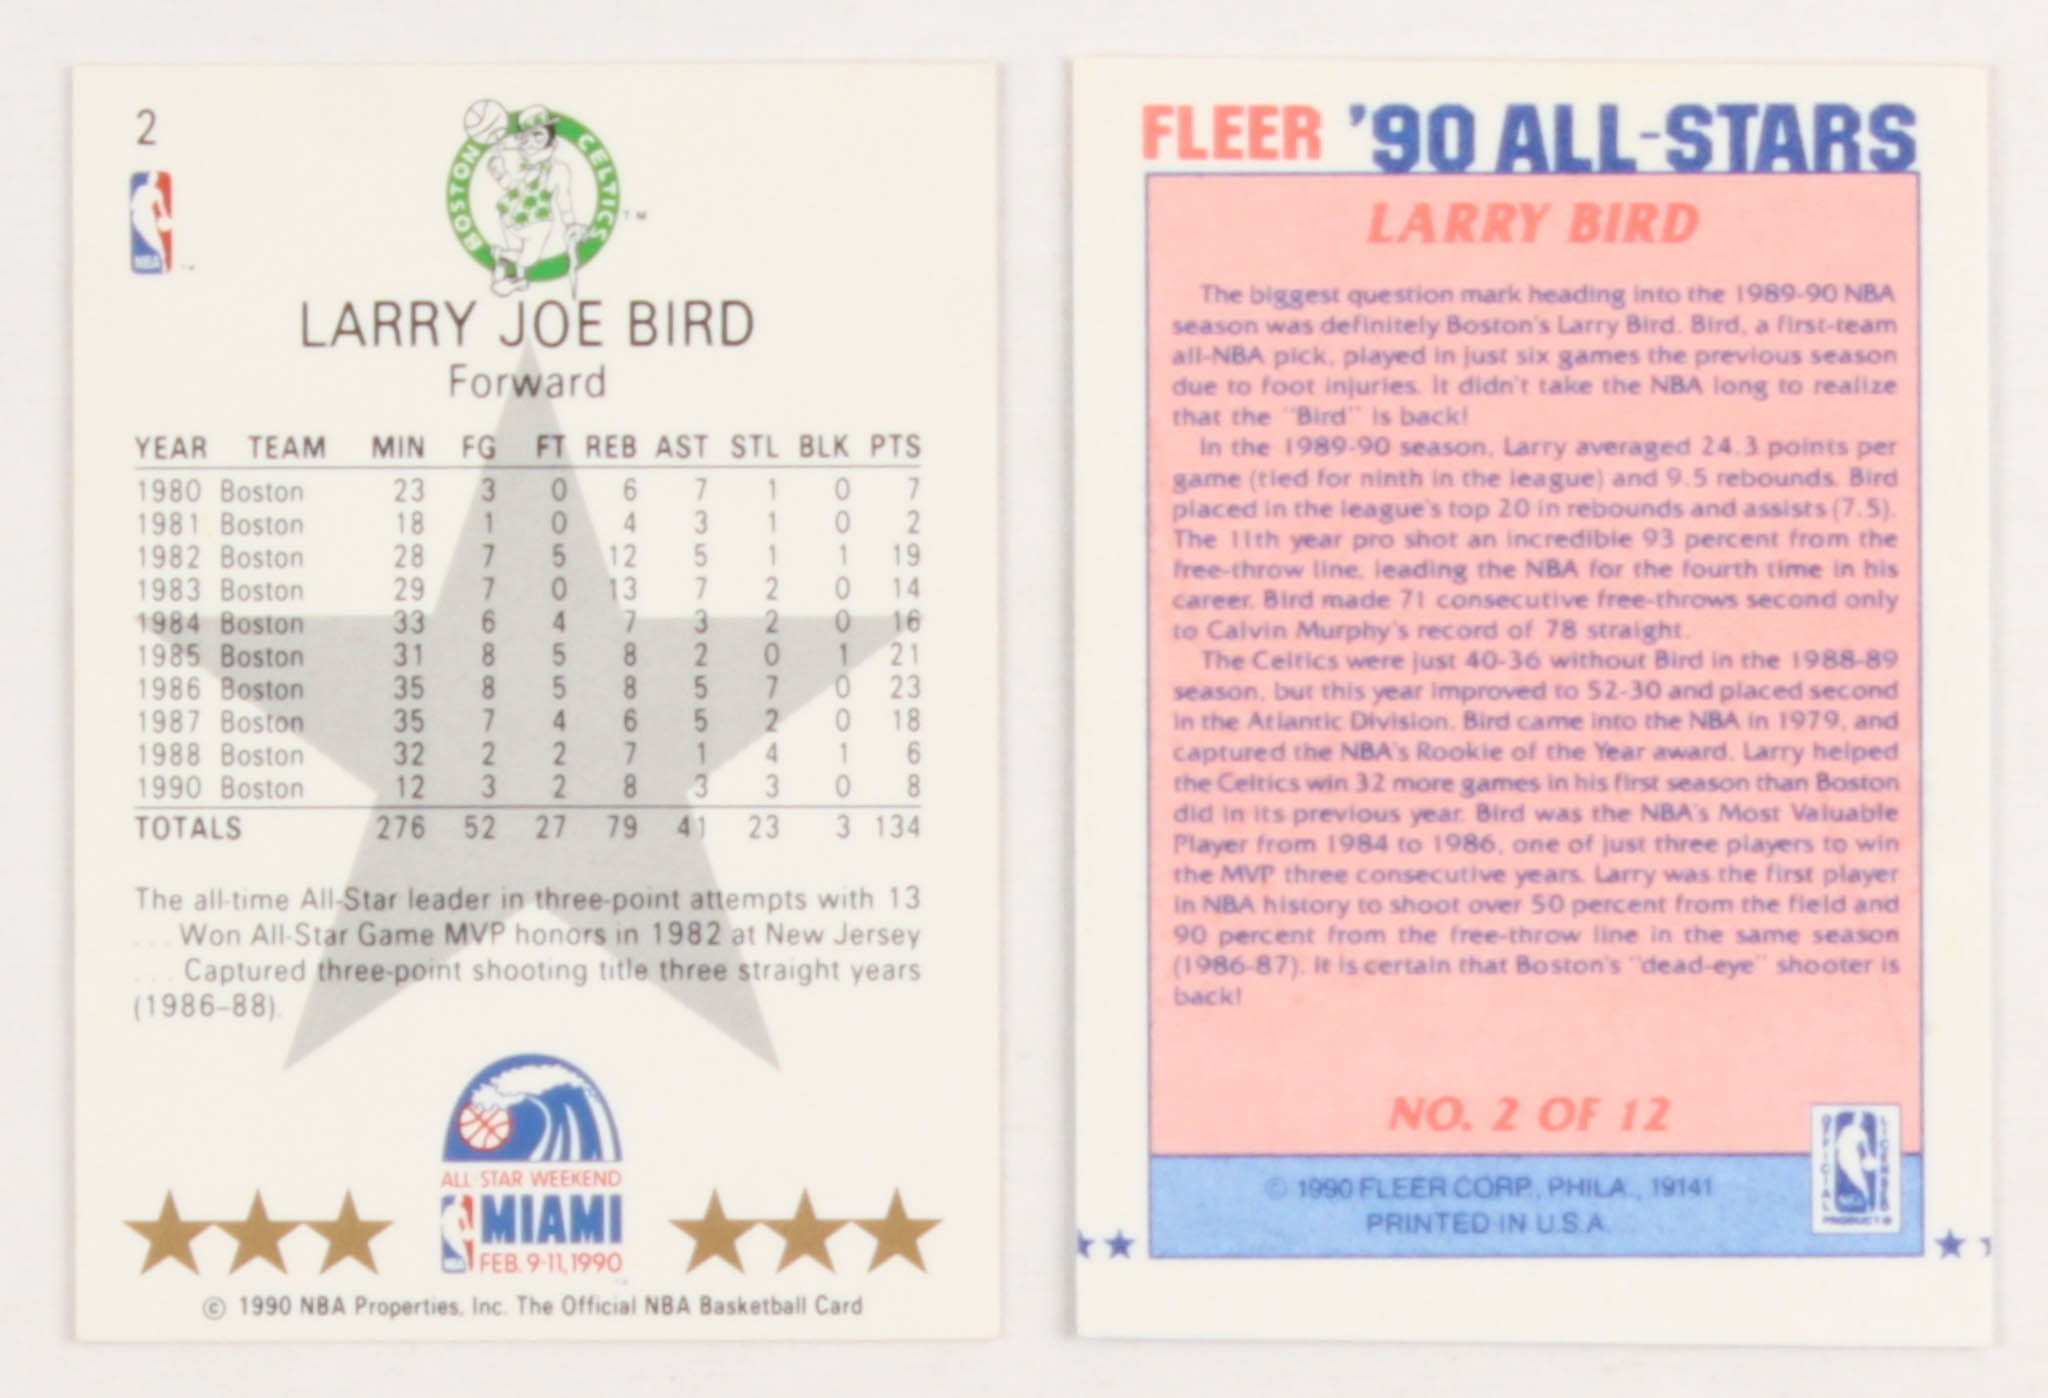 2
BOSTON CELTICS
TM
NBA
LARRY JOE BIRD
Forward
YEAR TEAM MIN FG FT REB AST STL BLK PTS
1980 Boston 23 3 0 6 7 1 0 7
1981 Boston 18 1 0 4 3 1 0 2
1982 Boston 28 7 5 12 5 1 1 19
1983 Boston 29 7 0 13 7 2 0 14
1984 Boston 33 6 4 7 3 2 0 16
1985 Boston 31 8 5 8 2 0 1 21
1986 Boston 35 8 5 8 5 7 0 23
1987 Boston 35 7 4 6 5 2 0 18
1988 Boston 32 2 2 7 1 4 1 6
1990 Boston 12 3 2 8 3 3 0 8
TOTALS 276 52 27 79 41 23 3 134
The all-time All-Star leader in three-point attempts with 13
... Won All-Star Game MVP honors in 1982 at New Jersey
... Captured three-point shooting title three straight years
(1986-88).
ALL-STAR WEEKEND
NBA MIAMI
FEB. 9-11, 1990
© 1990 NBA Properties, Inc. The Official NBA Basketball Card
FLEER '90 ALL-STARS
LARRY BIRD
The biggest question mark heading into the 1989-90 NBA
season was definitely Boston's Larry Bird. Bird, a first-team
all-NBA pick, played in just six games the previous season
due to foot injuries. It didn't take the NBA long to realize
that the "Bird" is back!
In the 1989-90 season, Larry averaged 24.3 points per
game (tied for ninth in the league) and 9.5 rebounds. Bird
placed in the league's top 20 in rebounds and assists (7.5).
The 11th year pro shot an incredible 93 percent from the
free-throw line, leading the NBA for the fourth time in his
career. Bird made 71 consecutive free-throws second only
to Calvin Murphy's record of 78 straight.
The Celtics were just 40-36 without Bird in the 1988-89
season, but this year improved to 52-30 and placed second
in the Atlantic Division. Bird came into the NBA in 1979, and
captured the NBA's Rookie of the Year award. Larry helped
the Celtics win 32 more games in his first season than Boston
did in its previous year. Bird was the NBA's Most Valuable
Player from 1984 to 1986, one of just three players to win
the MVP three consecutive years. Larry was the first player
in NBA history to shoot over 50 percent from the field and
90 percent from the free-throw line in the same season
(1986-87). It is certain that Boston's "dead-eye" shooter is
back!
NO. 2 OF 12
OFFICIAL LICENSED
NBA
PRODUCT
© 1990 FLEER CORP., PHILA., 19141
PRINTED IN U.S.A.